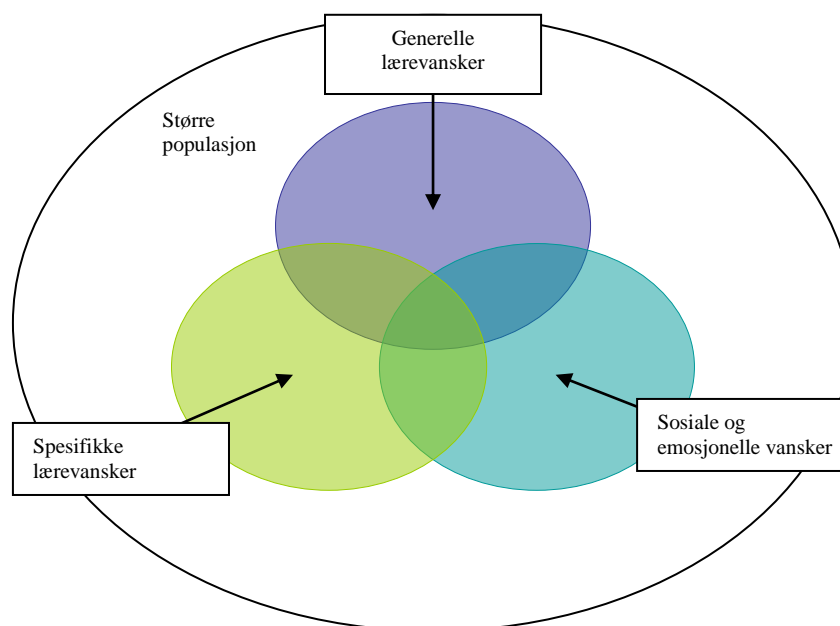 Generelle
lærevansker
Større
populasjon
Spesifikke
lærevansker
Sosiale og
emosjonelle vansker